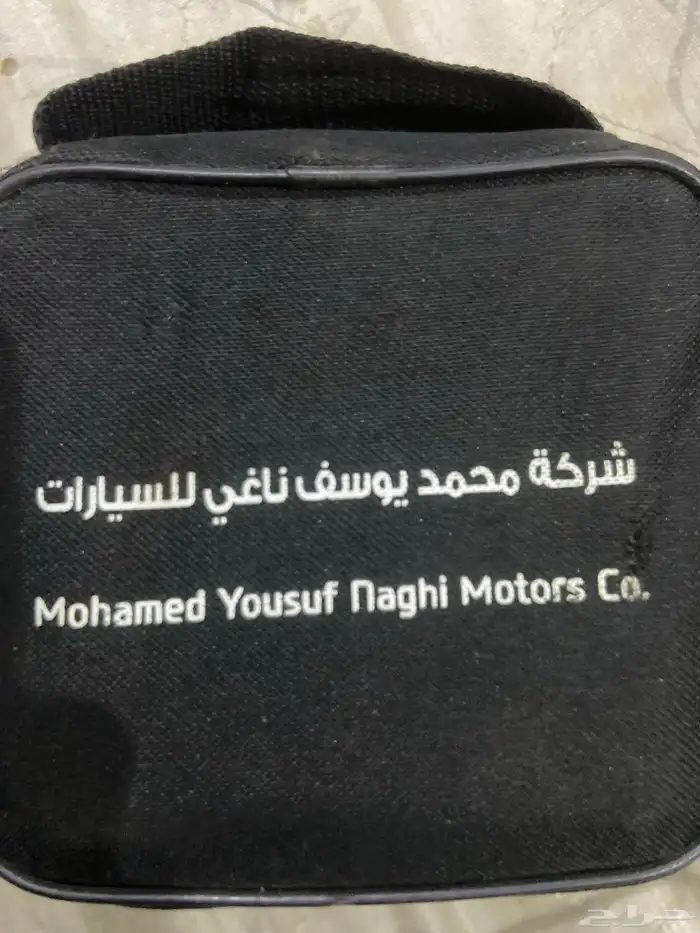 شركة محمد يوسف ناغي للسيارات
Mohamed Yousuf Naghi Motors Co.
حراج